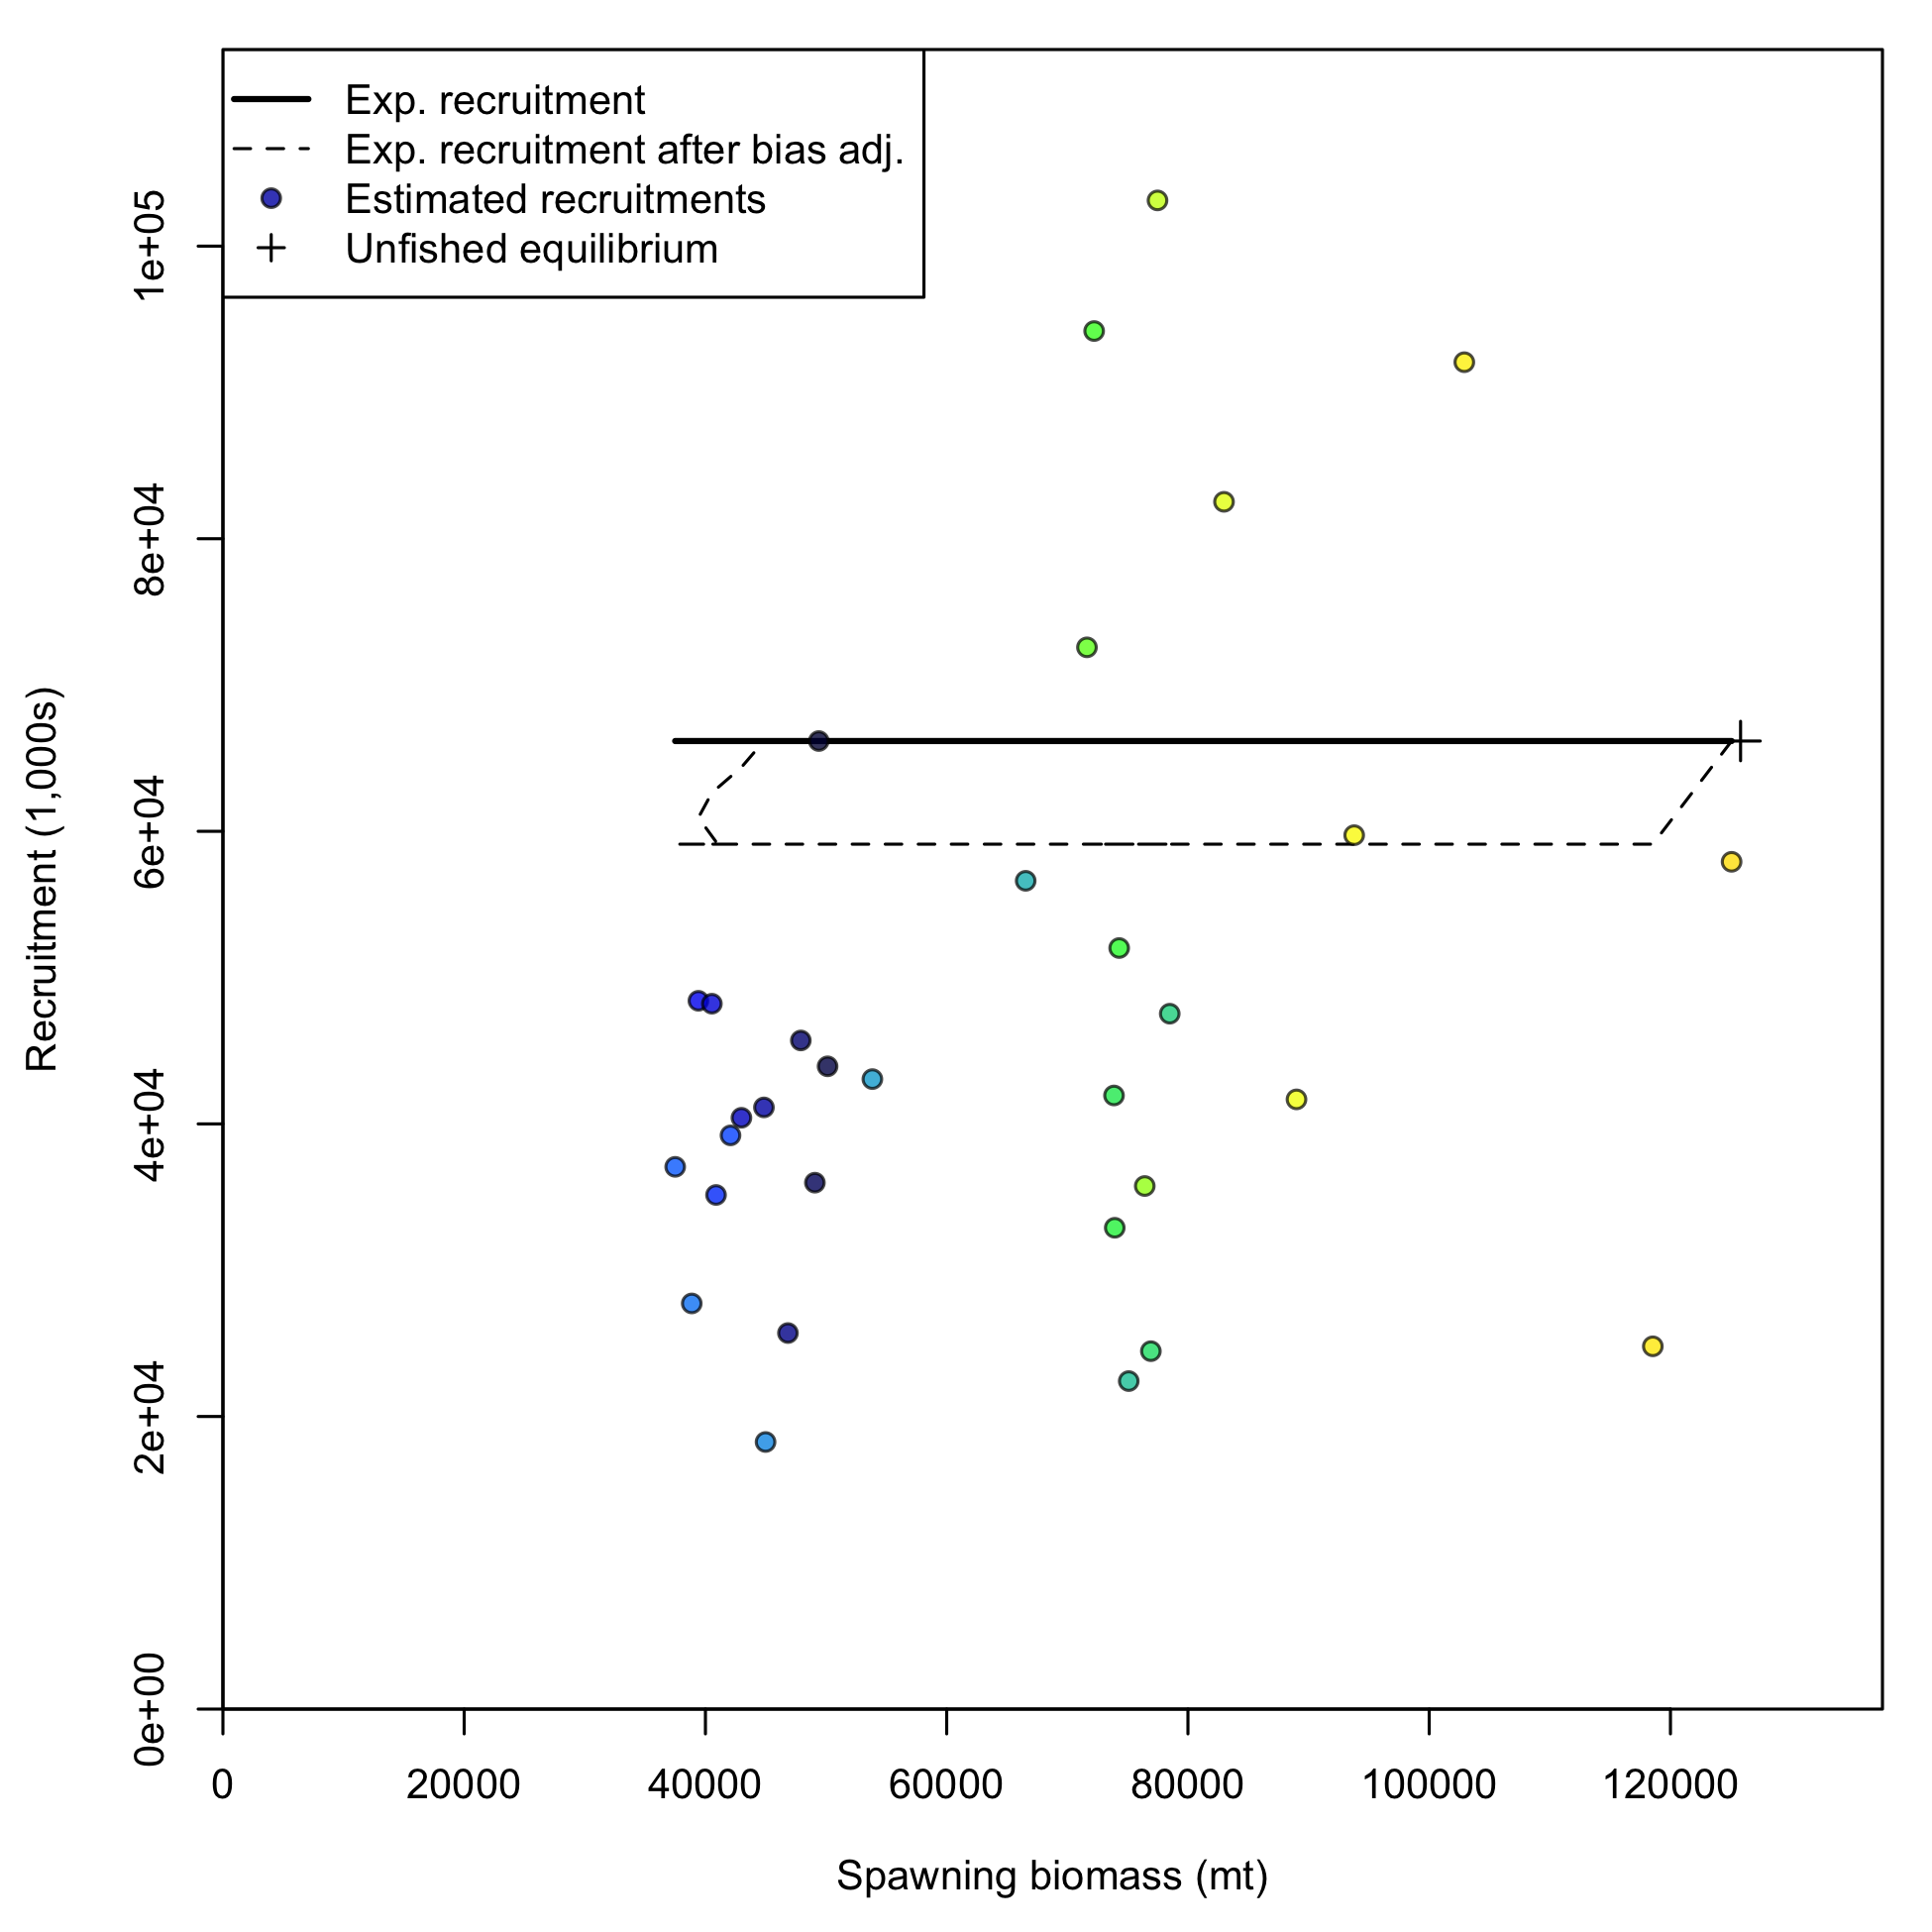 Exp. recruitment
Exp. recruitment after bias adj.
Estimated recruitments
Unfished equilibrium
Recruitment (1,000s)
1e+05
8e+04
6e+04
4e+04
2e+04
0e+00
0 20000 40000 60000 80000 100000 120000
Spawning biomass (mt)